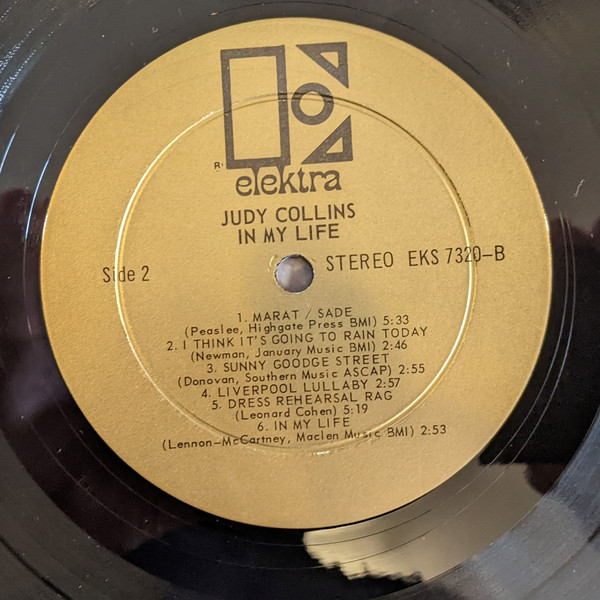 R
elektra
JUDY COLLINS
IN MY LIFE
Side 2
STEREO EKS 7320-B
1. MARAT / SADE
(Peaslee, Highgate Press BMI) 5:33
2. I THINK IT'S GOING TO RAIN TODAY
(Newman, January Music BMI) 2:46
3. SUNNY GOODGE STREET
(Donovan, Southern Music ASCAP) 2:55
4. LIVERPOOL LULLABY 2:57
5. DRESS REHEARSAL RAG
(Leonard Cohen) 5:19
6. IN MY LIFE
(Lennon-McCartney, Maclen Music BMI) 2:53